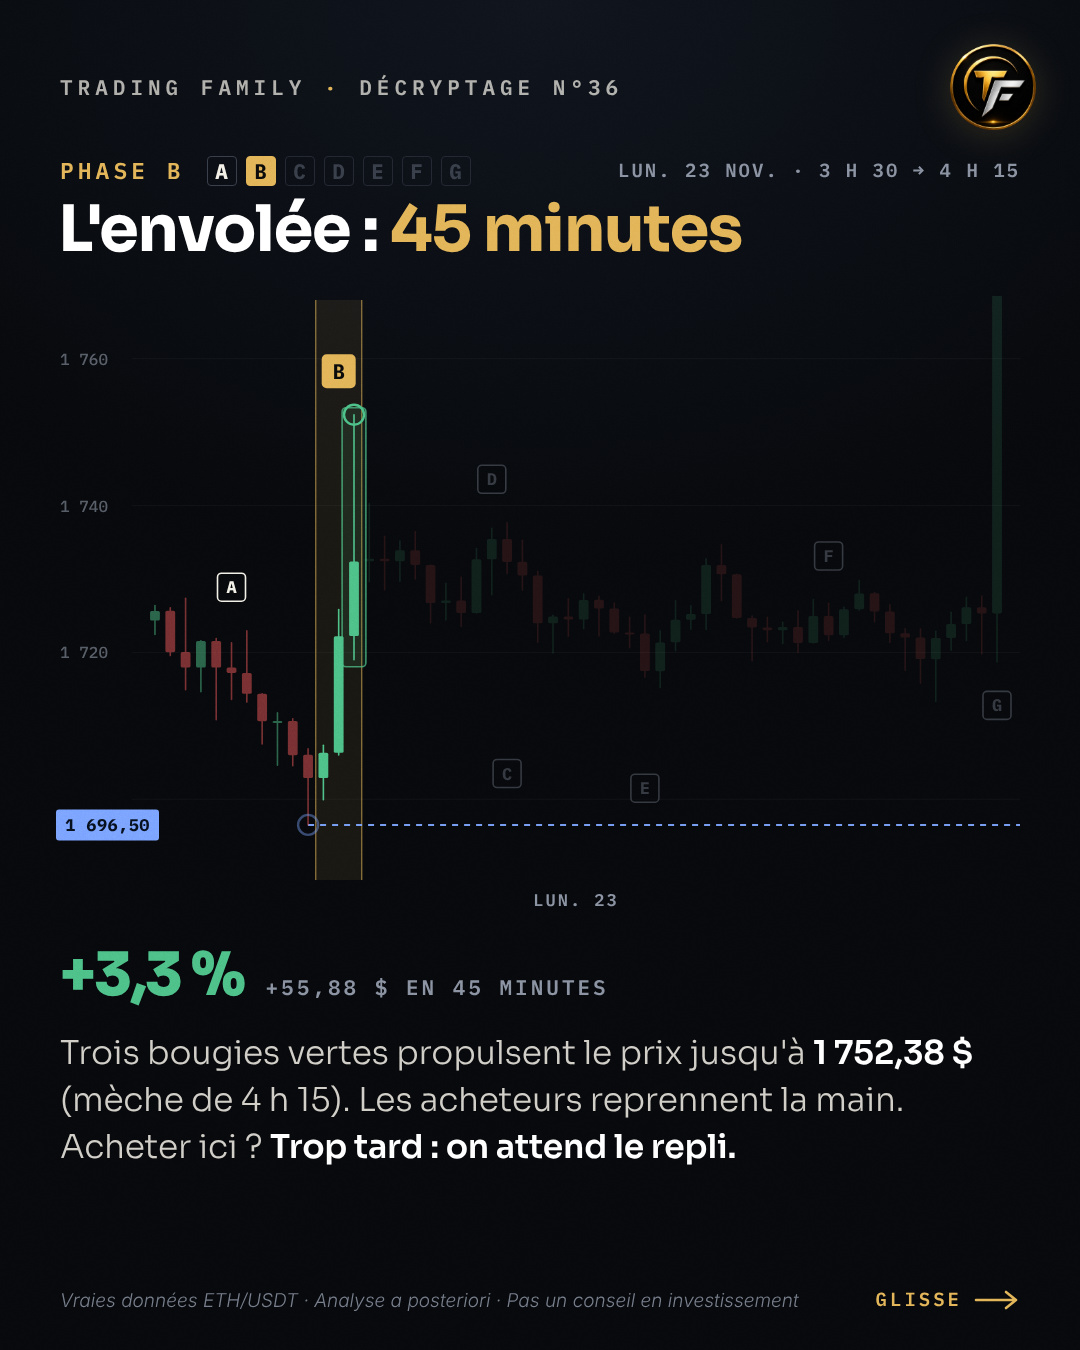 TRADING FAMILY · DÉCRYPTAGE N°36
TF
PHASE B A B C D E F G
LUN. 23 NOV. · 3 H 30 → 4 H 15
L'envolée : 45 minutes
1 760
B
D
1 740
F
A
1 720
G
C
E
1 696,50
LUN. 23
+3,3 % +55,88 $ EN 45 MINUTES
Trois bougies vertes propulsent le prix jusqu'à 1 752,38 $
(mèche de 4 h 15). Les acheteurs reprennent la main.
Acheter ici ? Trop tard : on attend le repli.
Vraies données ETH/USDT · Analyse a posteriori · Pas un conseil en investissement
GLISSE →